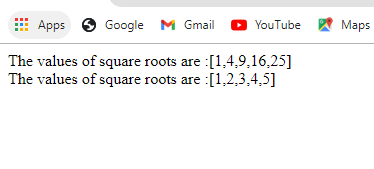 Apps Google Gmail YouTube Maps
The values of square roots are :[1,4,9,16,25]
The values of square roots are :[1,2,3,4,5]